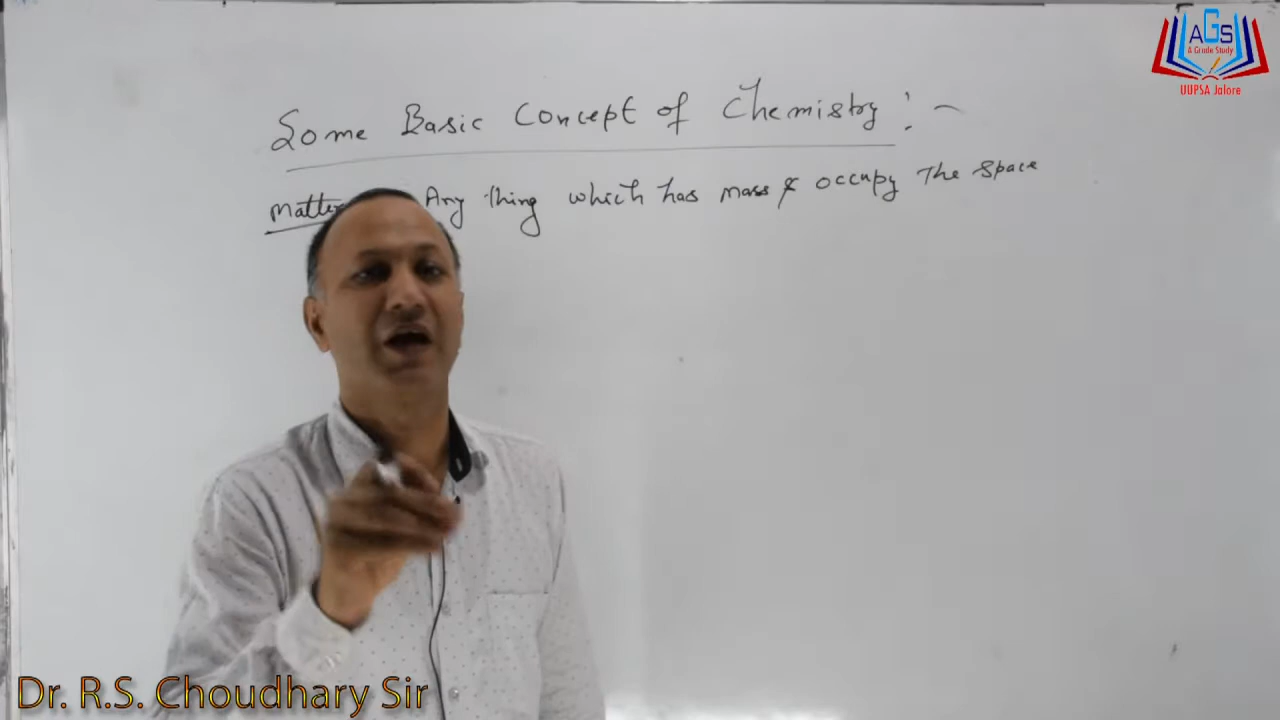 AGS
A Grade Study
UUPSA Jalore
Some Basic Concept of Chemistry :-
Matter Any thing which has mass & occupy The space
Dr. R.S. Choudhary Sir